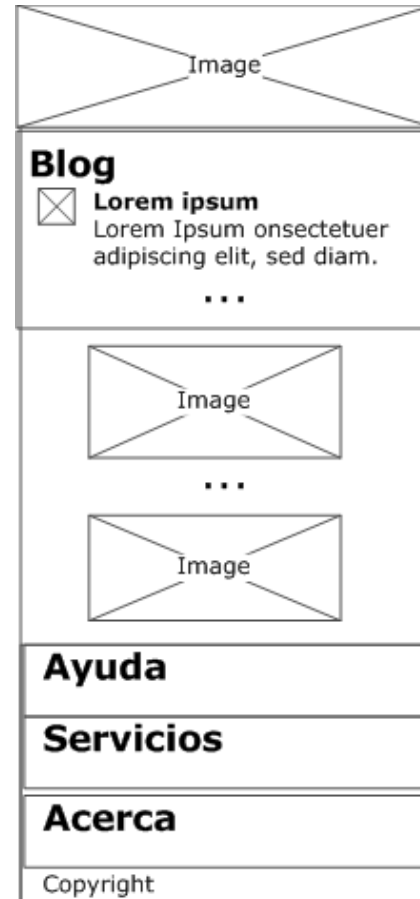 Image
Blog
Lorem ipsum
Lorem Ipsum onsectetuer
adipiscing elit, sed diam.
...
Image
...
Image
Ayuda
Servicios
Acerca
Copyright